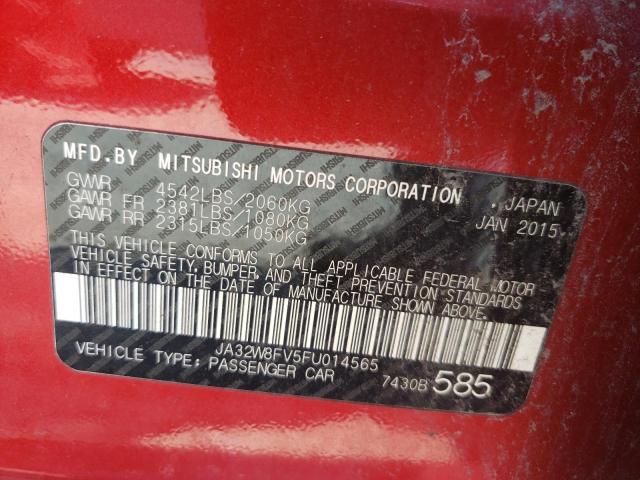 MFD.BY MITSUBISHI MOTORS CORPORATION
GVWR 4542LBS/2060KG , JAPAN
GAWR FR 2381LBS/1080KG JAN 2015
GAWR RR 2315LBS/1050KG
THIS VEHICLE CONFORMS TO ALL APPLICABLE FEDERAL MOTOR
VEHICLE SAFETY, BUMPER AND THEFT PREVENTION STANDARDS
IN EFFECT ON THE DATE OF MANUFACTURE SHOWN ABOVE.
JA32W8FV5FU014565
VEHICLE TYPE: PASSENGER CAR 7430B 585